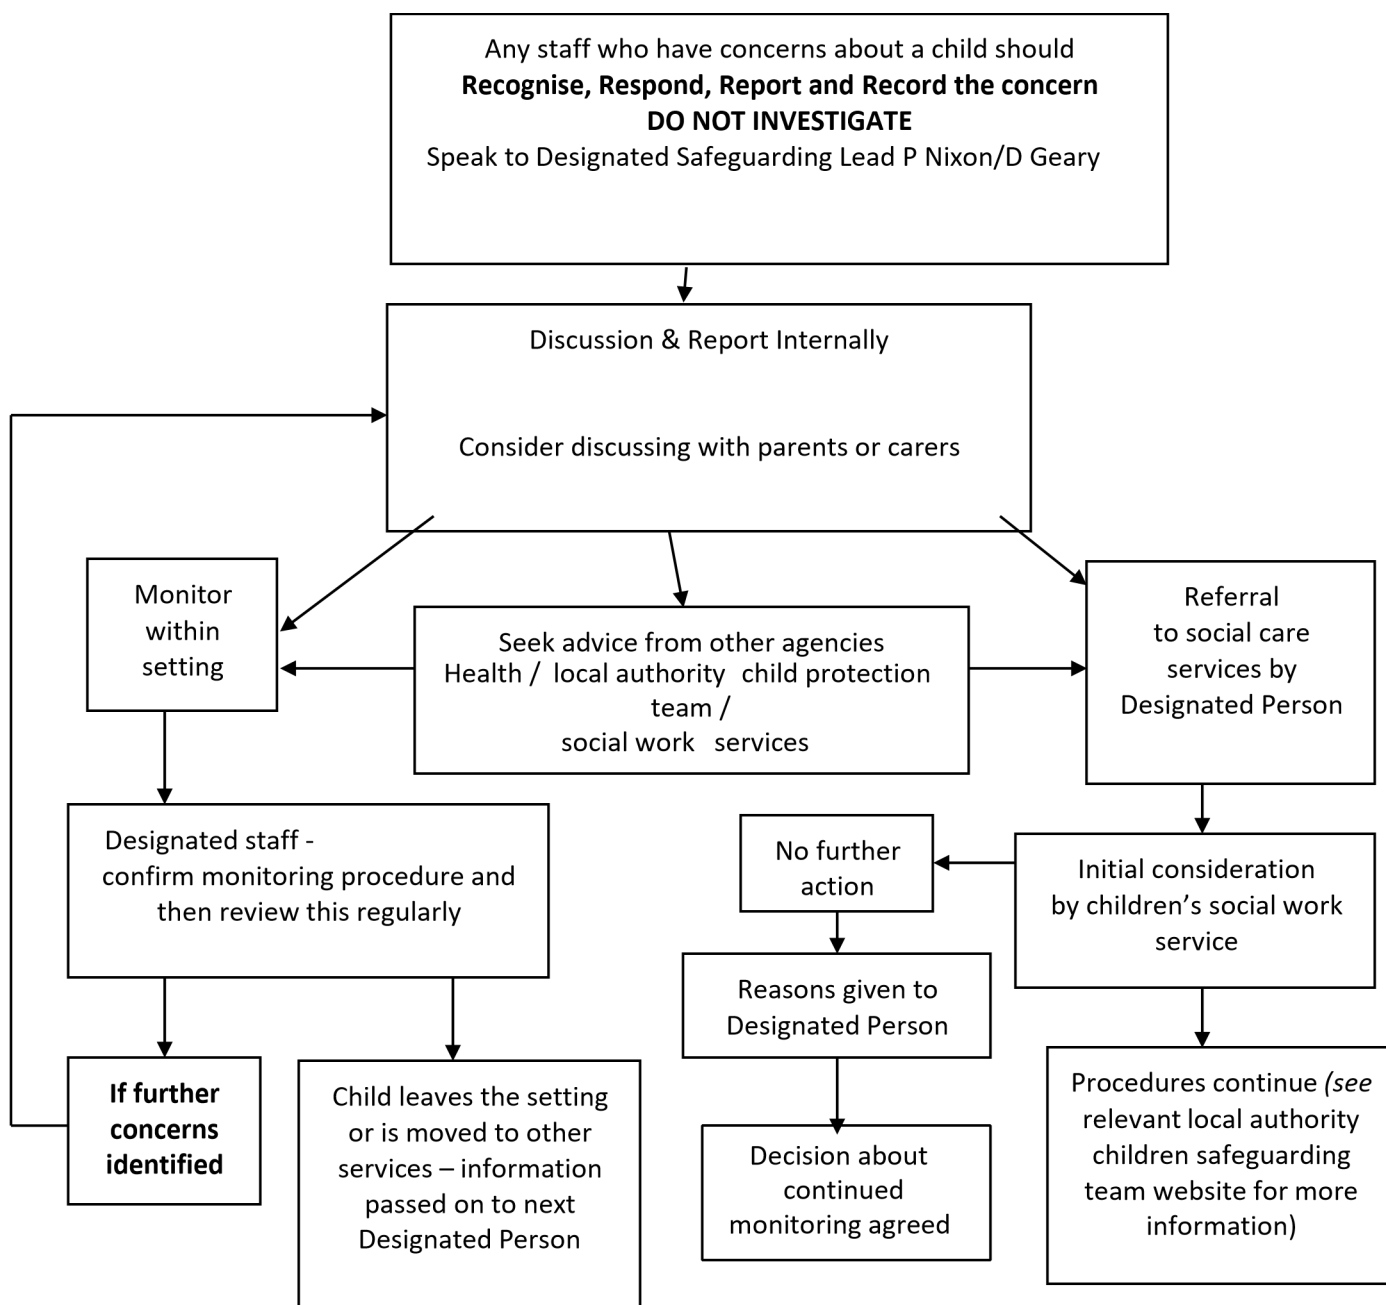 Any staff who have concerns about a child should
Recognise, Respond, Report and Record the concern
DO NOT INVESTIGATE
Speak to Designated Safeguarding Lead P Nixon/D Geary
Discussion & Report Internally
Consider discussing with parents or carers
Monitor
within
setting
Seek advice from other agencies
Health / local authority child protection
team /
social work services
Referral
to social care
services by
Designated Person
Designated staff -
confirm monitoring procedure and
then review this regularly
No further
action
Initial consideration
by children’s social work
service
Reasons given to
Designated Person
If further
concerns
identified
Child leaves the setting
or is moved to other
services – information
passed on to next
Designated Person
Decision about
continued
monitoring agreed
Procedures continue (see
relevant local authority
children safeguarding
team website for more
information)